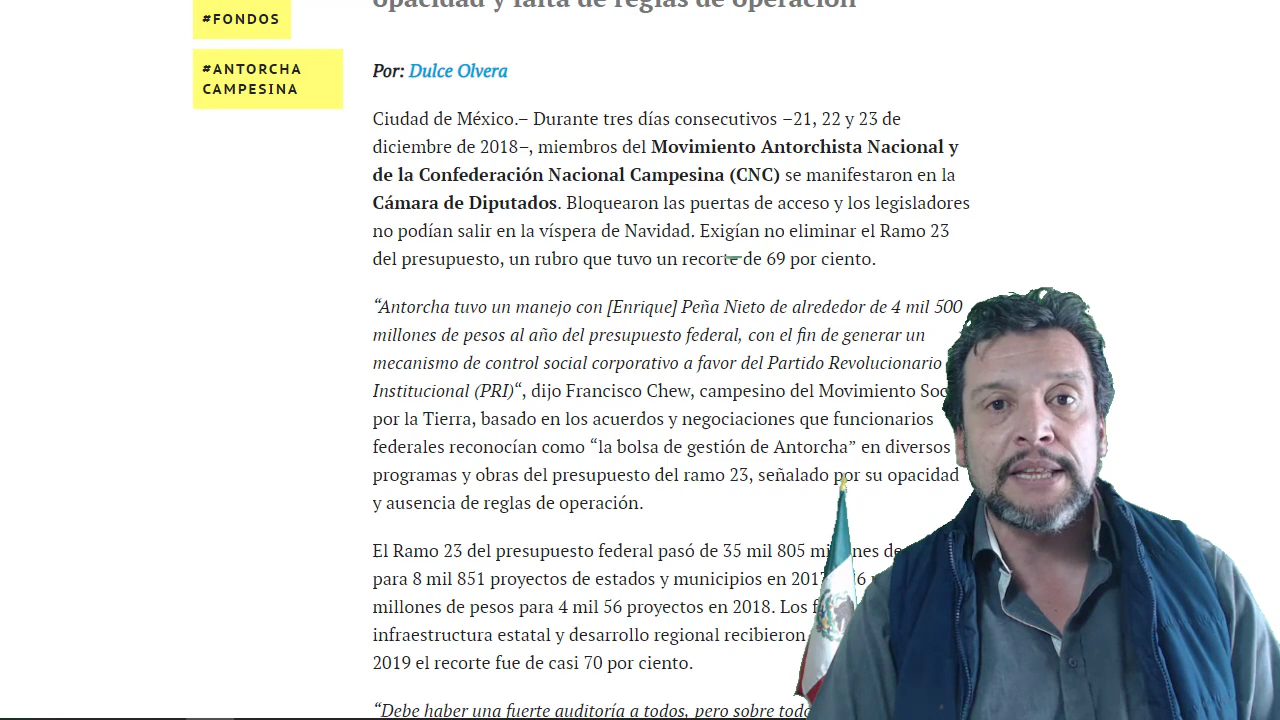 opacidad y falta de reglas de operación
#FONDOS
#ANTORCHA
CAMPESINA
Por: Dulce Olvera
Ciudad de México.– Durante tres días consecutivos –21, 22 y 23 de
diciembre de 2018–, miembros del Movimiento Antorchista Nacional y
de la Confederación Nacional Campesina (CNC) se manifestaron en la
Cámara de Diputados. Bloquearon las puertas de acceso y los legisladores
no podían salir en la víspera de Navidad. Exigían no eliminar el Ramo 23
del presupuesto, un rubro que tuvo un recorte de 69 por ciento.
“Antorcha tuvo un manejo con [Enrique] Peña Nieto de alrededor de 4 mil 500
millones de pesos al año del presupuesto federal, con el fin de generar un
mecanismo de control social corporativo a favor del Partido Revolucionario
Institucional (PRI)“, dijo Francisco Chew, campesino del Movimiento
por la Tierra, basado en los acuerdos y negociaciones que funcionarios
federales reconocían como “la bolsa de gestión de Antorcha” en diversos
programas y obras del presupuesto del ramo 23, señalado por su opacidad
y ausencia de reglas de operación.
El Ramo 23 del presupuesto federal pasó de 35 mil 805
para 8 mil 851 proyectos de estados y municipios en
millones de pesos para 4 mil 56 proyectos en 2018. Los
infraestructura estatal y desarrollo regional recibieron
2019 el recorte fue de casi 70 por ciento.
“Debe haber una fuerte auditoría a todos, pero sobre todo